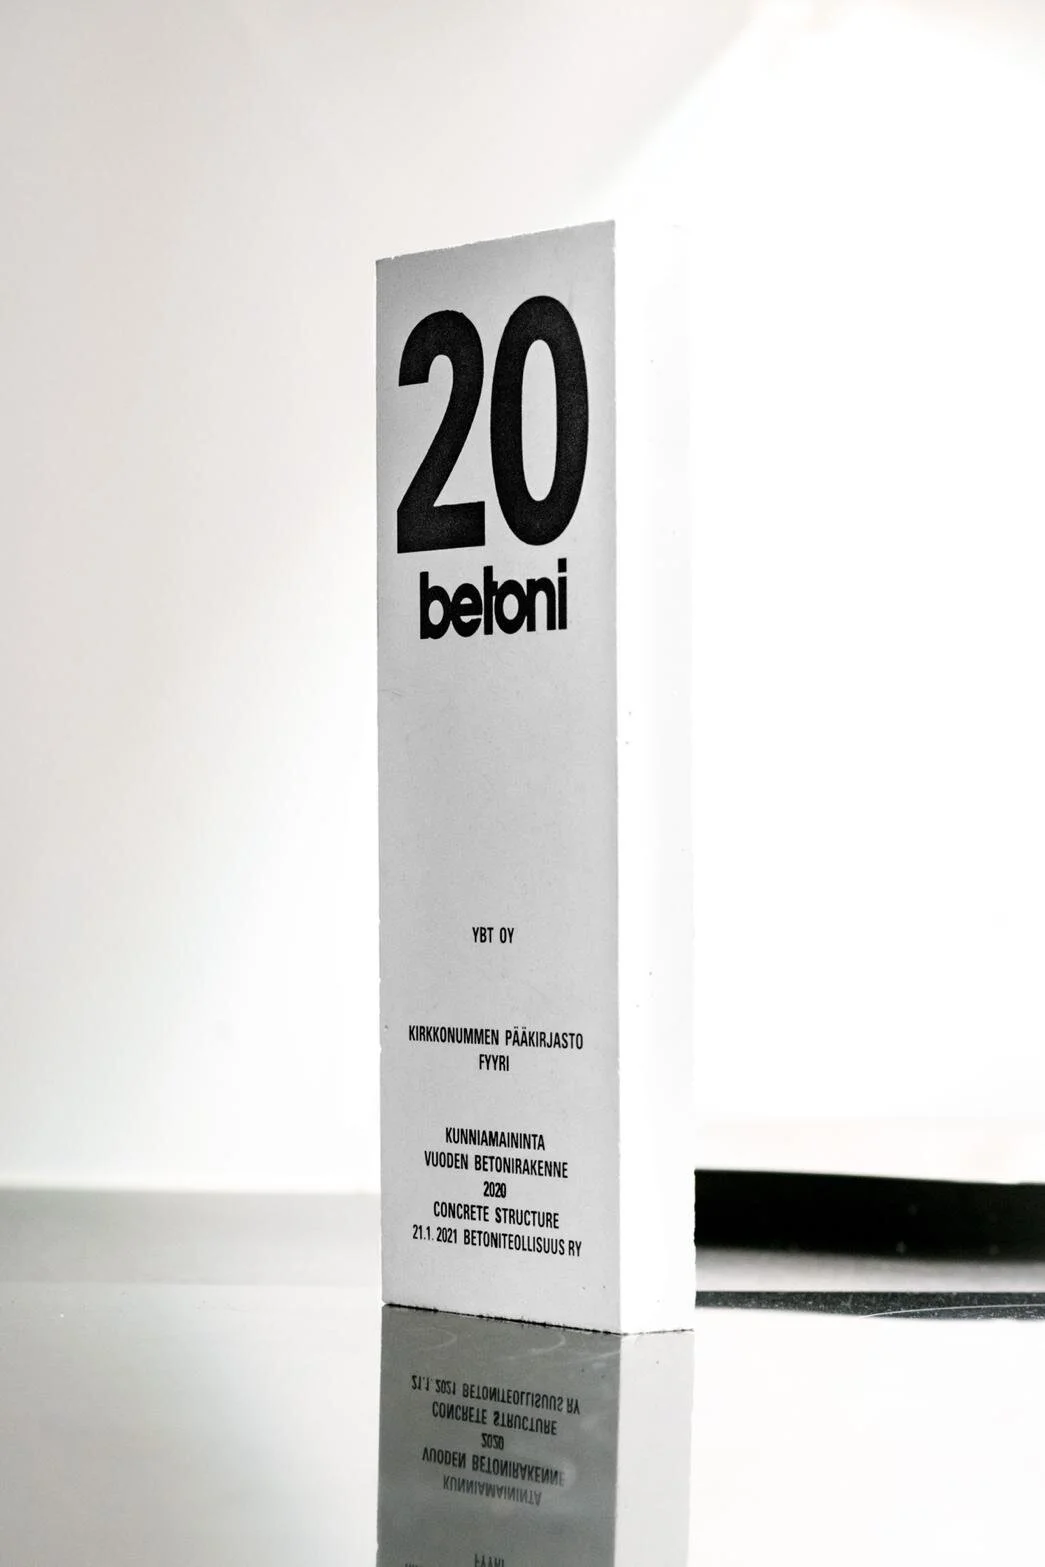 20
betoni
YBT OY
KIRKKONUMMEN PÄÄKIRJASTO
FYYRI
KUNNIAMAININTA
VUODEN BETONIRAKENNE
2020
CONCRETE STRUCTURE
21.1.2021 BETONITEOLLISUUS RY